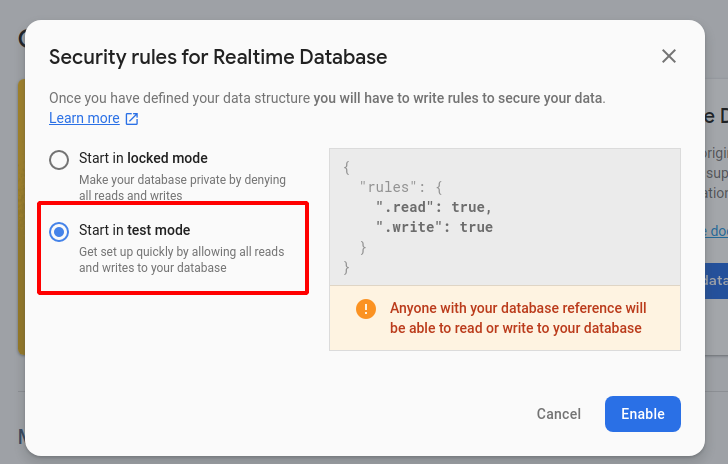 Security rules for Realtime Database
Once you have defined your data structure you will have to write rules to secure your data.
Learn more
Start in locked mode
Make your database private by denying
all reads and writes
Start in test mode
Get set up quickly by allowing all reads
and writes to your database
{
"rules": {
".read": true,
".write": true
}
}
Anyone with your database reference will
be able to read or write to your database
Cancel
Enable